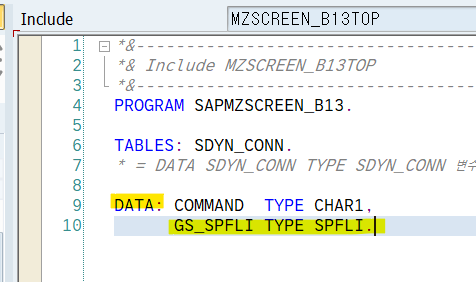 Include MZSCREEN_B13TOP
1 *&---------------------------------
2 *& Include MZSCREEN_B13TOP
3 *&---------------------------------
4 PROGRAM SAPMZSCREEN_B13.
5
6 TABLES: SDYN_CONN.
7 * = DATA SDYN_CONN TYPE SDYN_CONN 변수
8
9 DATA: COMMAND TYPE CHAR1,
10 GS_SPFLI TYPE SPFLI.